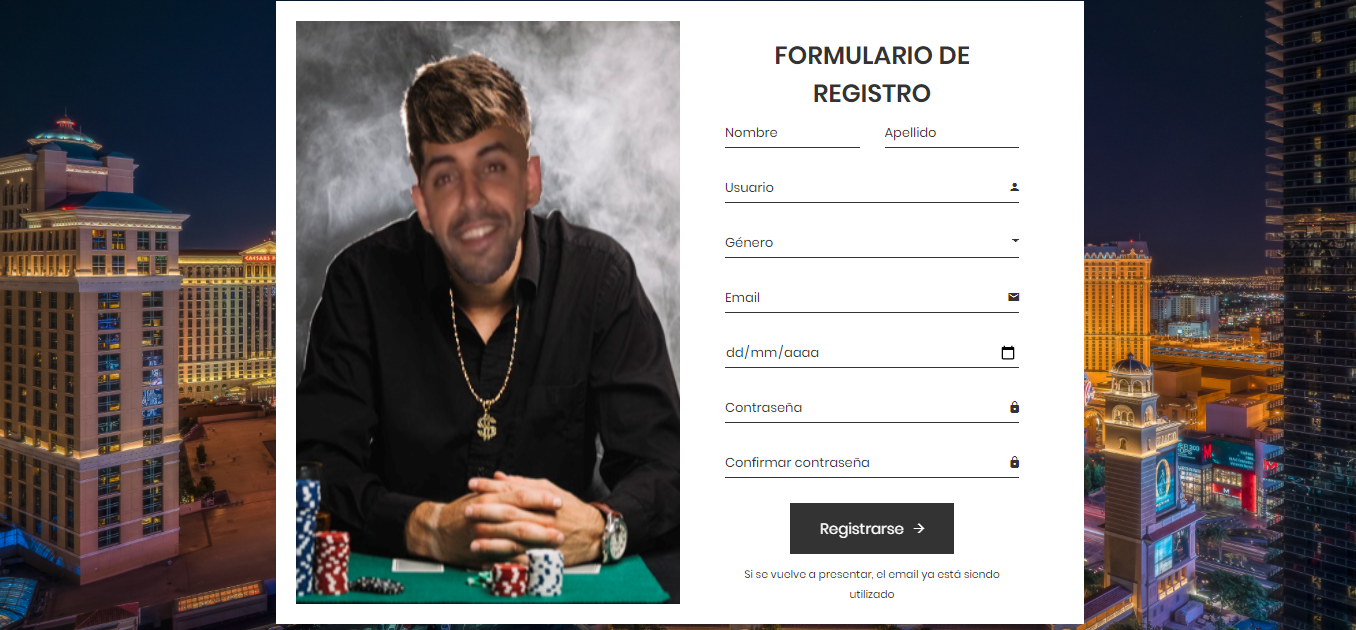 FORMULARIO DE
REGISTRO
Nombre
Apellido
Usuario
Género
Email
dd/mm/aaaa
Contraseña
Confirmar contraseña
Registrarse
Si se vuelve a presentar, el email ya está siendo
utilizado
CAESARS
$
M